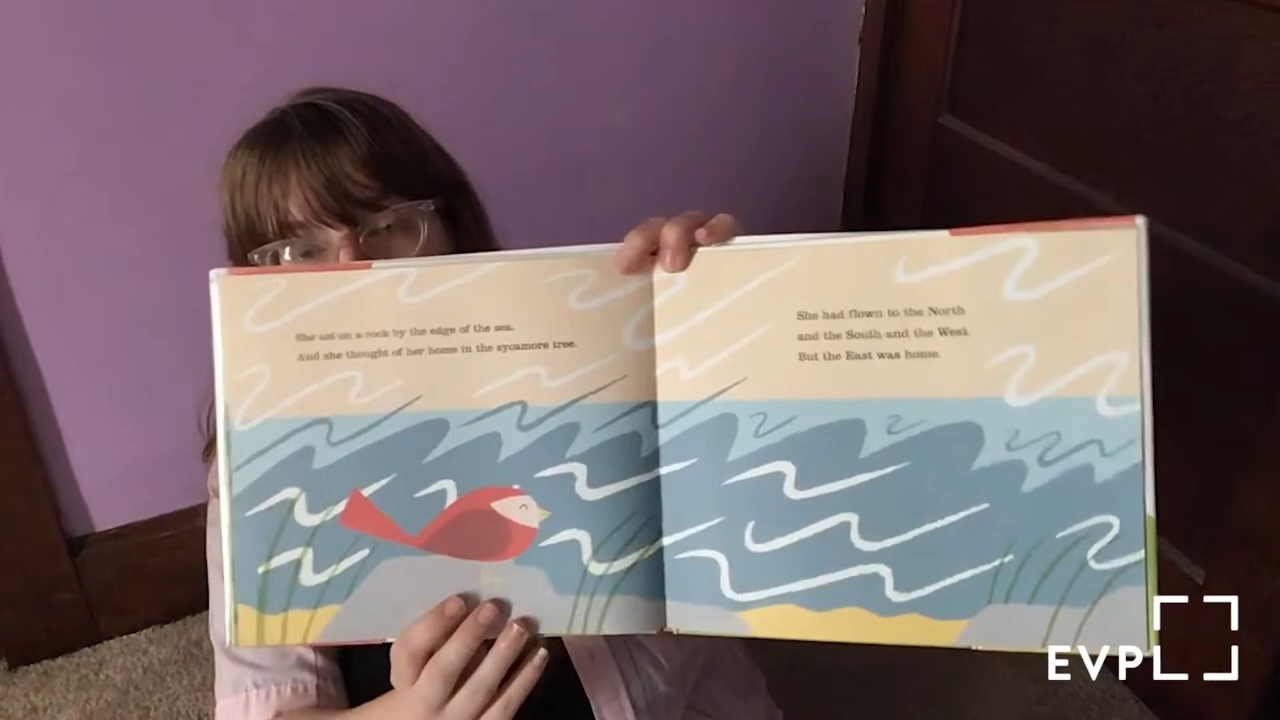 She sat on a rock by the edge of the sea.
And she thought of her home in the sycamore tree.
She had flown to the North
and the South and the West.
But the East was home.
EVPL